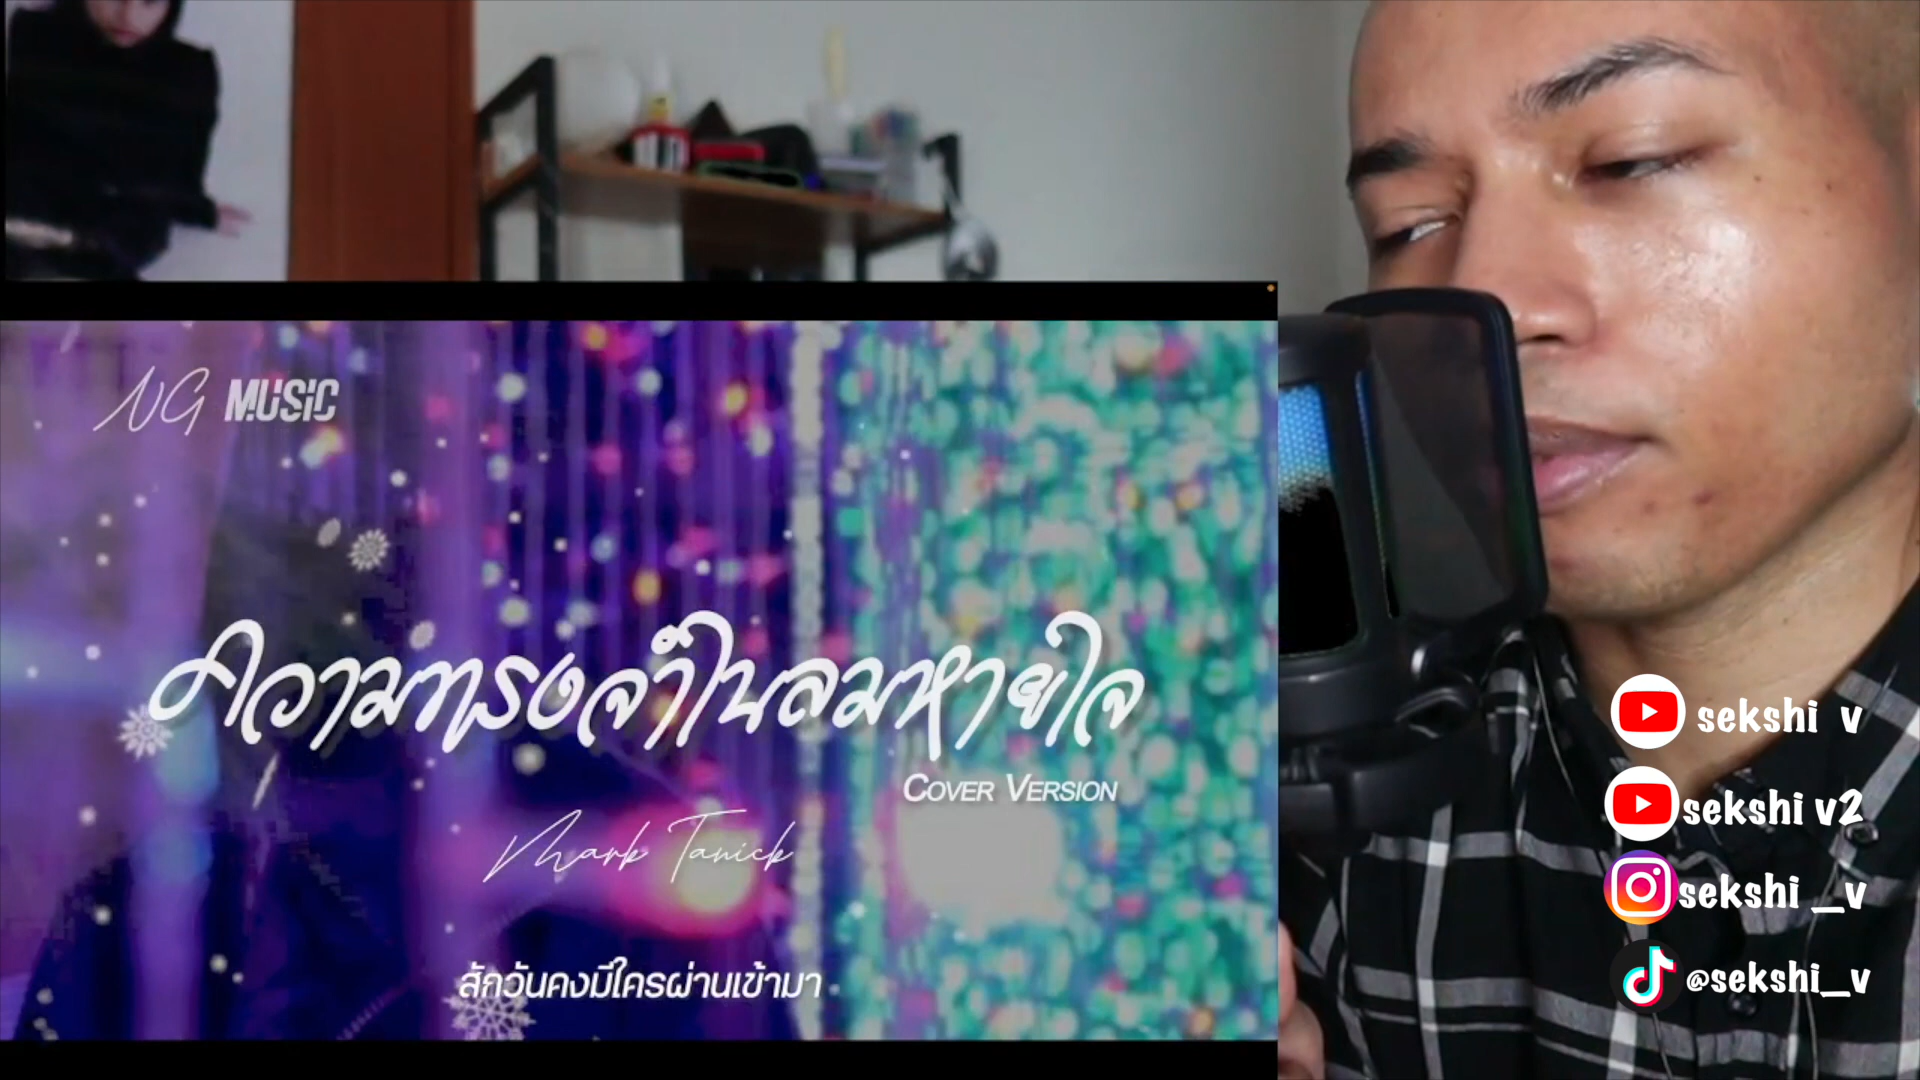 NG MUSIC
ความทรงจำในลมหายใจ
COVER VERSION
Mark Tanick
สักวันคงมีใครผ่านเข้ามา
sekshi v
sekshi v2
sekshi _v
@sekshi_v